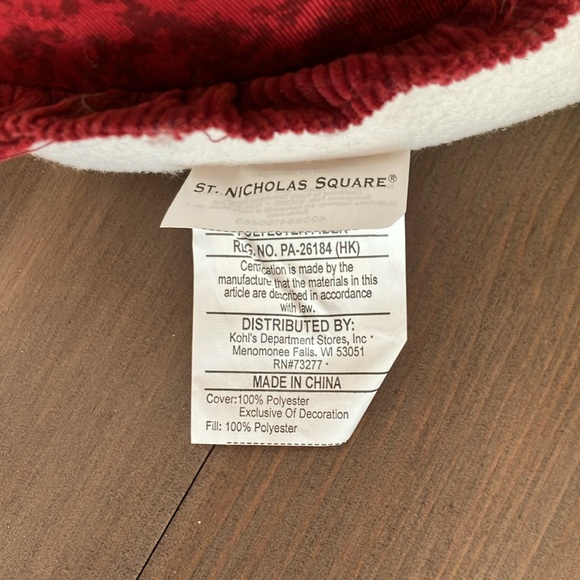 ST. NICHOLAS SQUARE®
REG.NO. PA-26184 (HK)
Certification is made by the
manufacturer that the materials in this
article are described in accordance
with law.
DISTRIBUTED BY:
Kohl's Department Stores, Inc
Menomonee Falls. WI 53051
RN#73277
MADE IN CHINA
Cover:100% Polyester
Exclusive Of Decoration
Fill: 100% Polyester